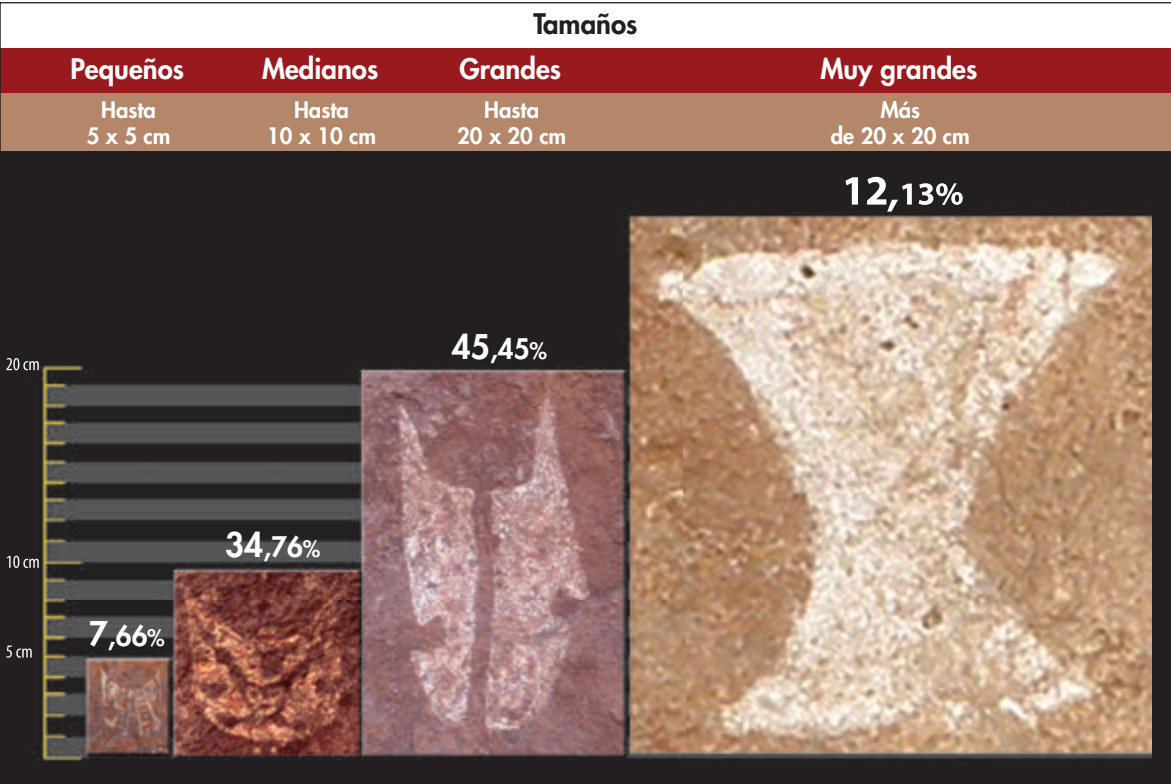 Tamaños
Pequeños Medianos Grandes Muy grandes
Hasta Hasta Hasta Más
5 x 5 cm 10 x 10 cm 20 x 20 cm de 20 x 20 cm
12,13%
45,45%
20 cm
34,76%
10 cm
7,66%
5 cm